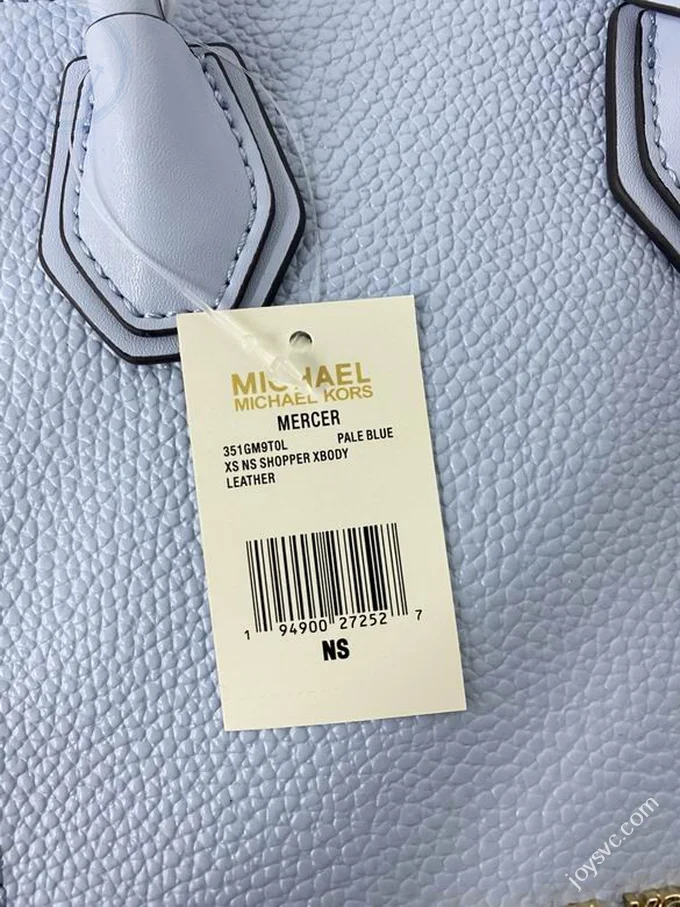 MICHAEL
MICHAEL KORS
MERCER
351GM9T0L PALE BLUE
XS NS SHOPPER XBODY
LEATHER
1 94900 27252 7
NS
joysvc.com